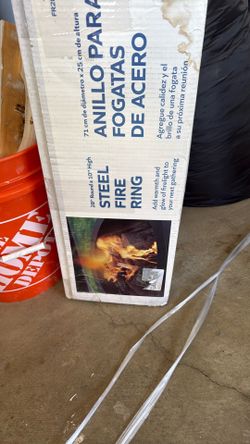 71 cm de diámetro x 25 cm de altura
ANILLO PARA
FOGATAS
DE ACERO
Agregue calidez y el
brillo de una fogata
a su próxima reunión
28" Round x 10" High
STEEL
FIRE
RING
Add warmth and
glow of firelight to
your next gathering
DEPOT